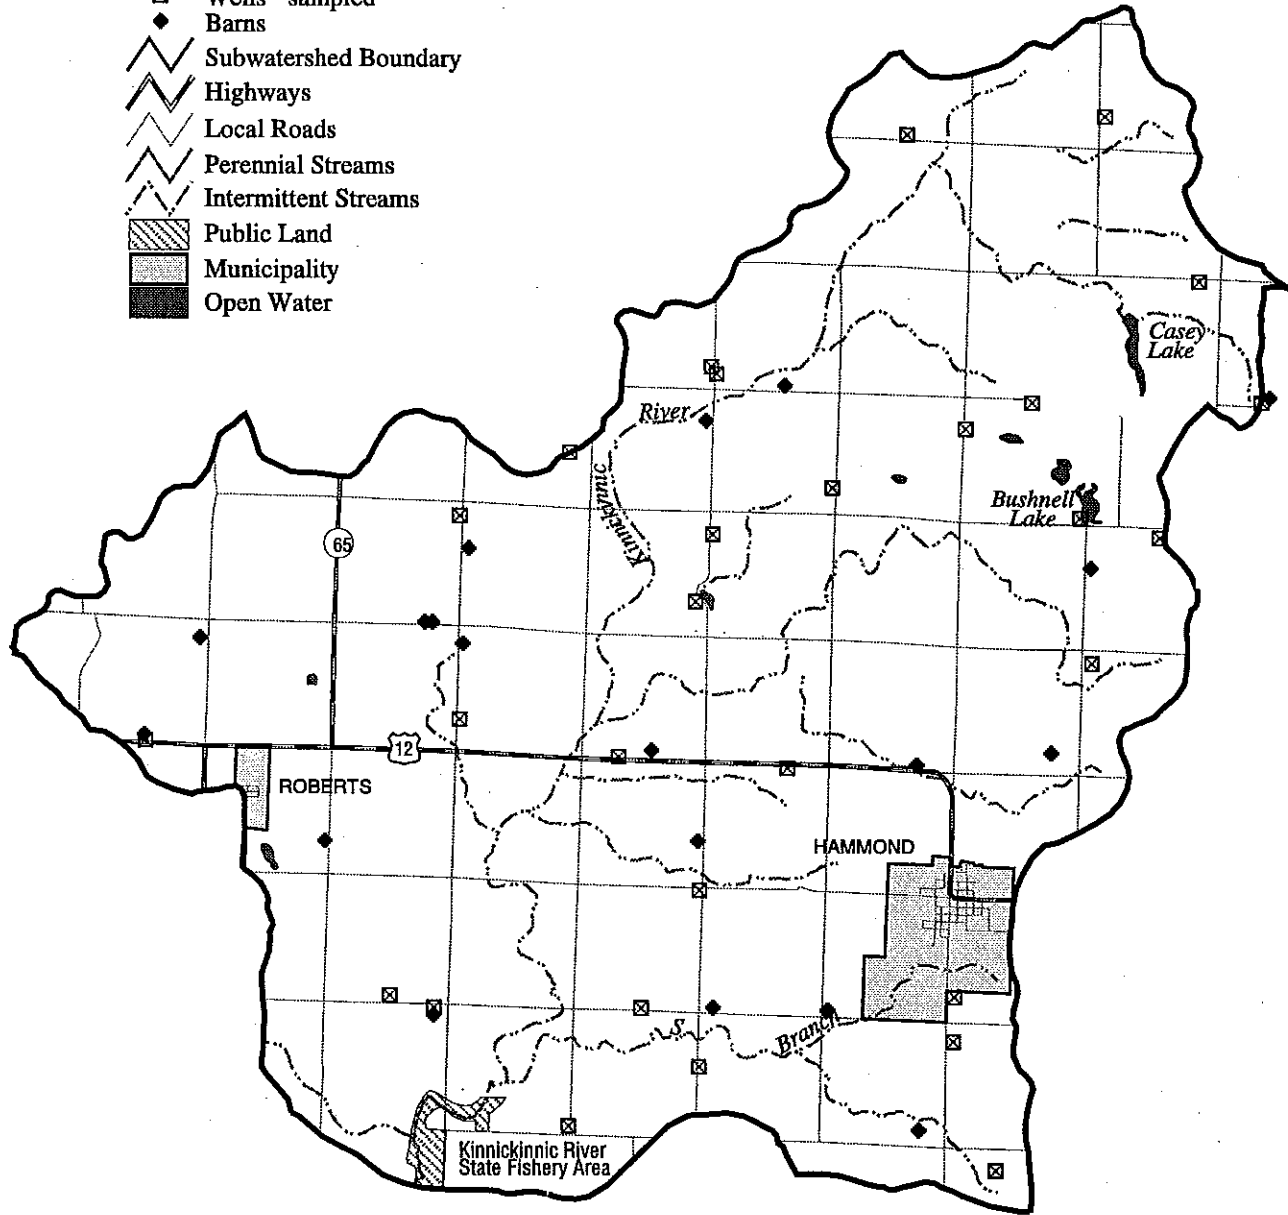 Wells - sampled
Barns
Subwatershed Boundary
Highways
Local Roads
Perennial Streams
Intermittent Streams
Public Land
Municipality
Open Water
Casey
Lake
River
Kinnickinnic
Bushnell
Lake
65
12
ROBERTS
HAMMOND
S
Branch
Kinnickinnic River
State Fishery Area